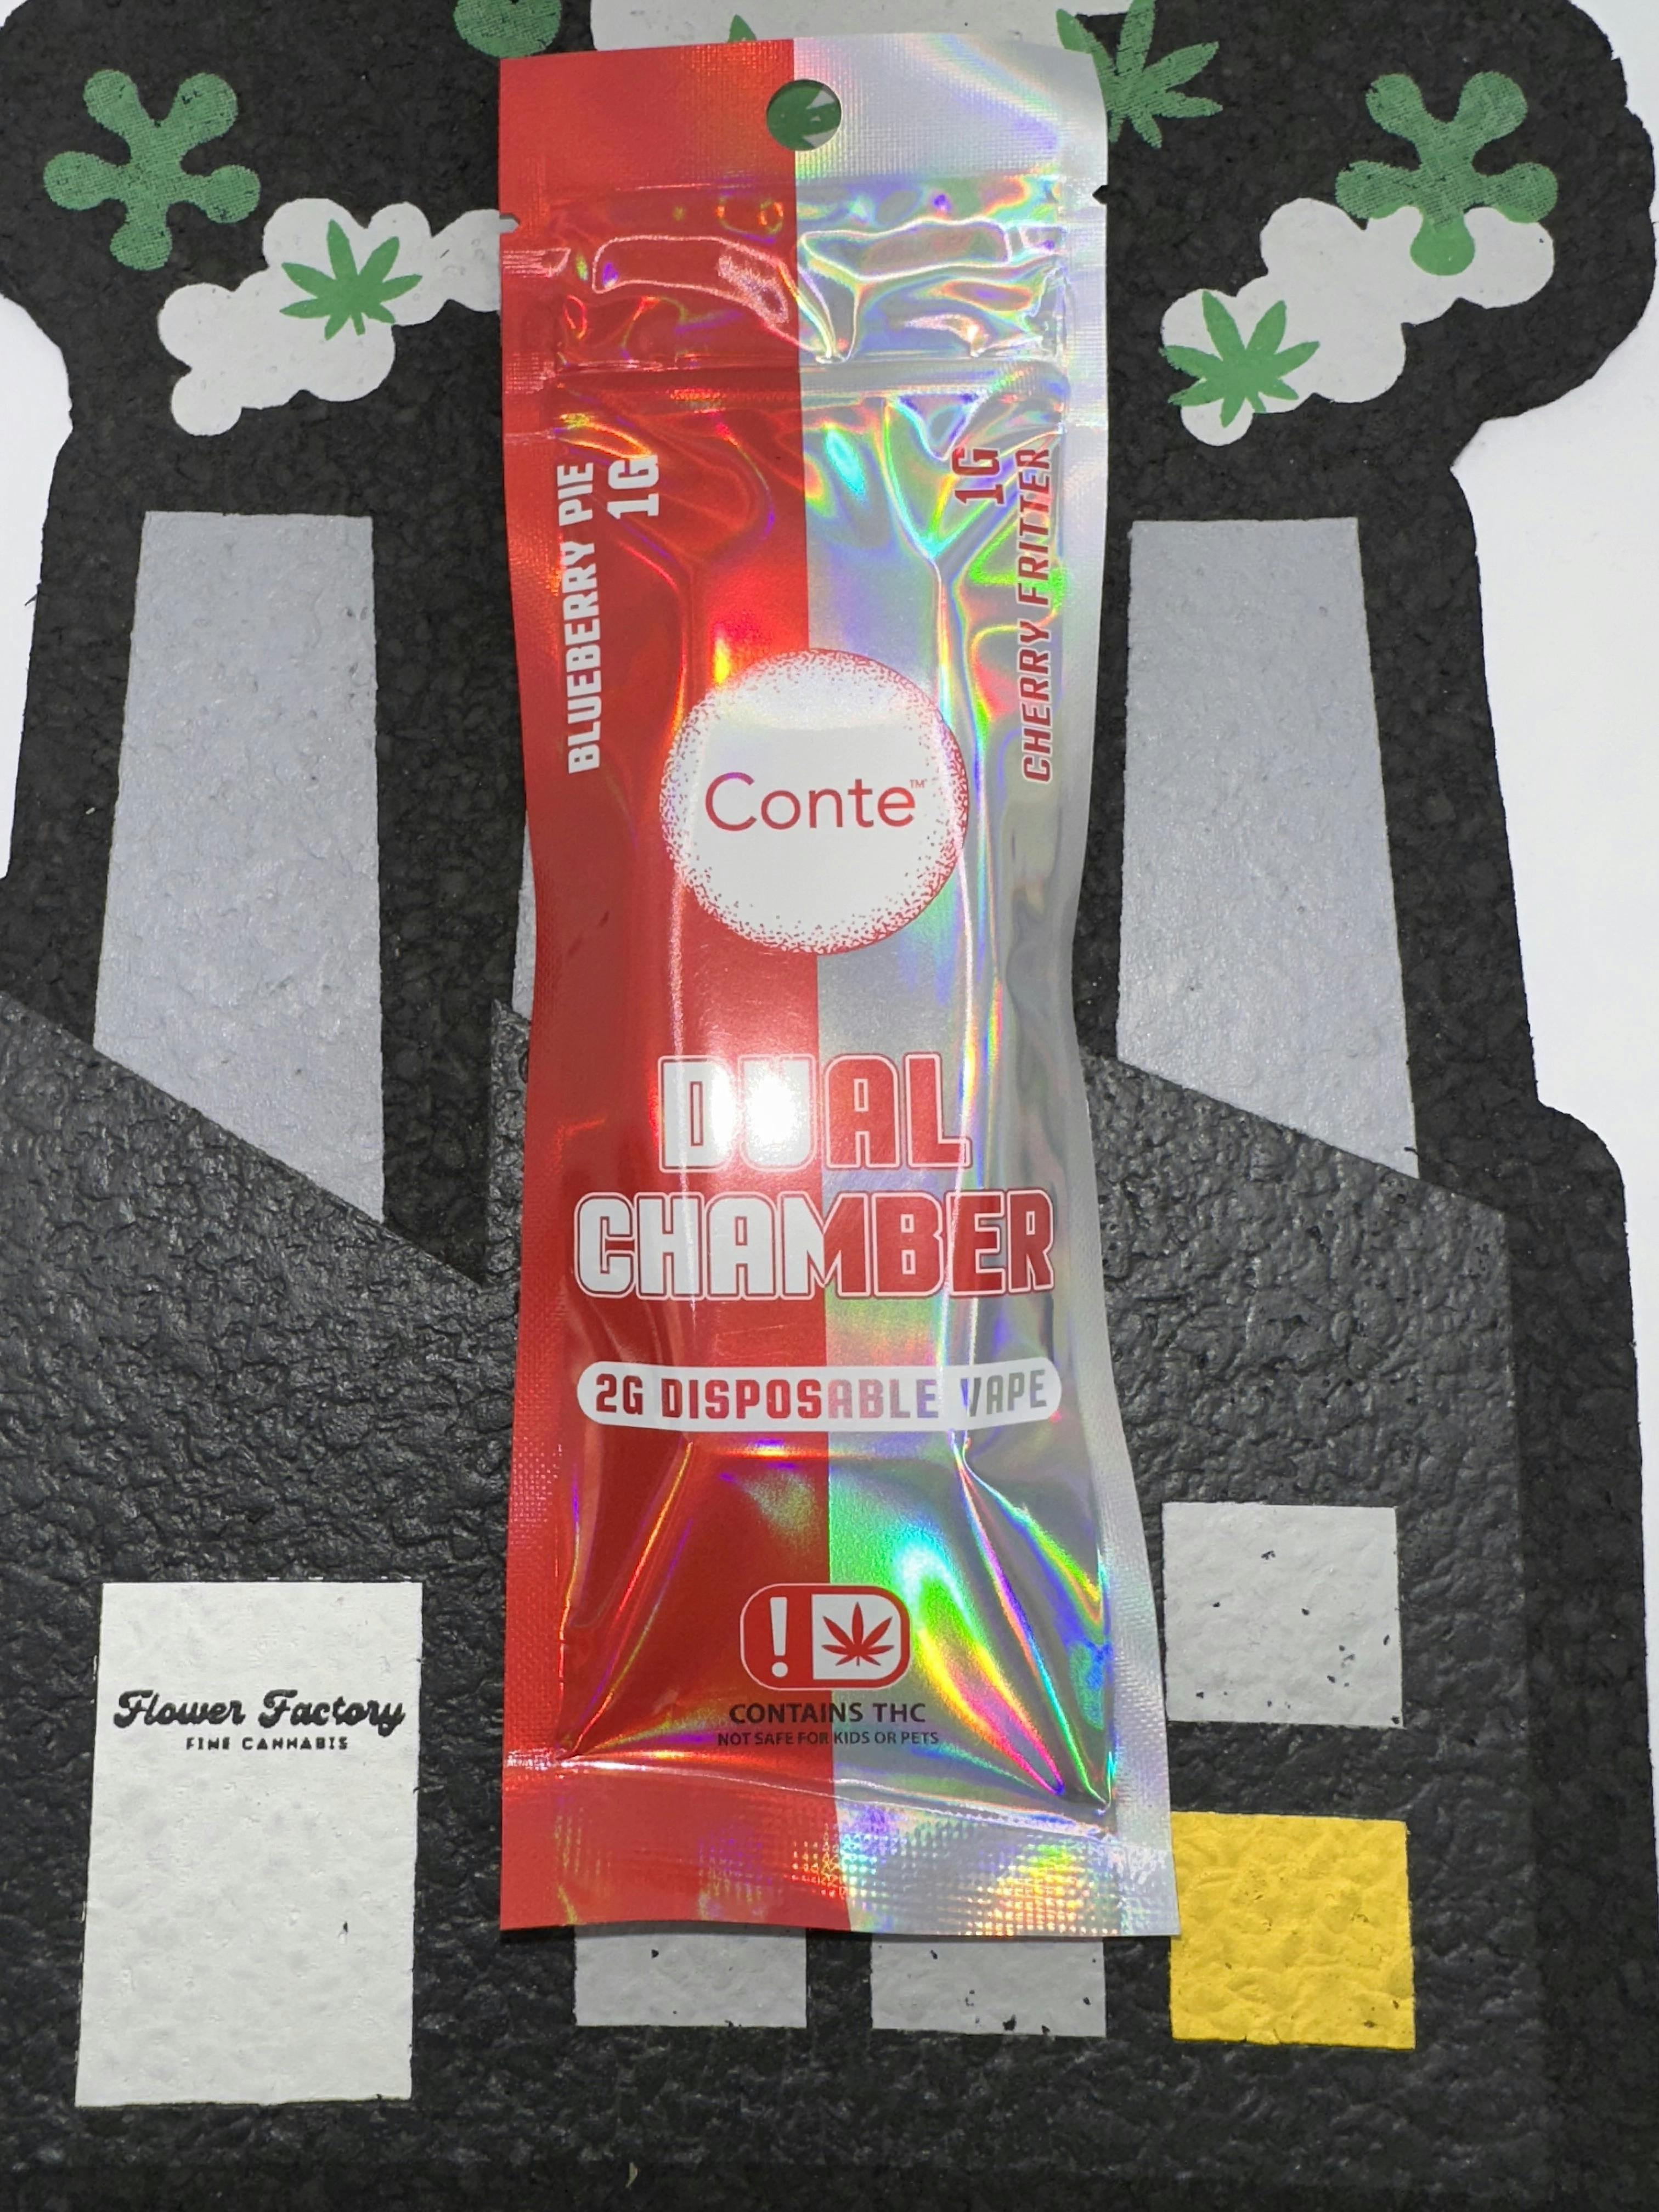 BLUEBERRY PIE
1G
1G
CHERRY FRITTER
Conte™
DUAL
CHAMBER
2G DISPOSABLE VAPE
!
CONTAINS THC
NOT SAFE FOR KIDS OR PETS
Flower Factory
FINE CANNABIS